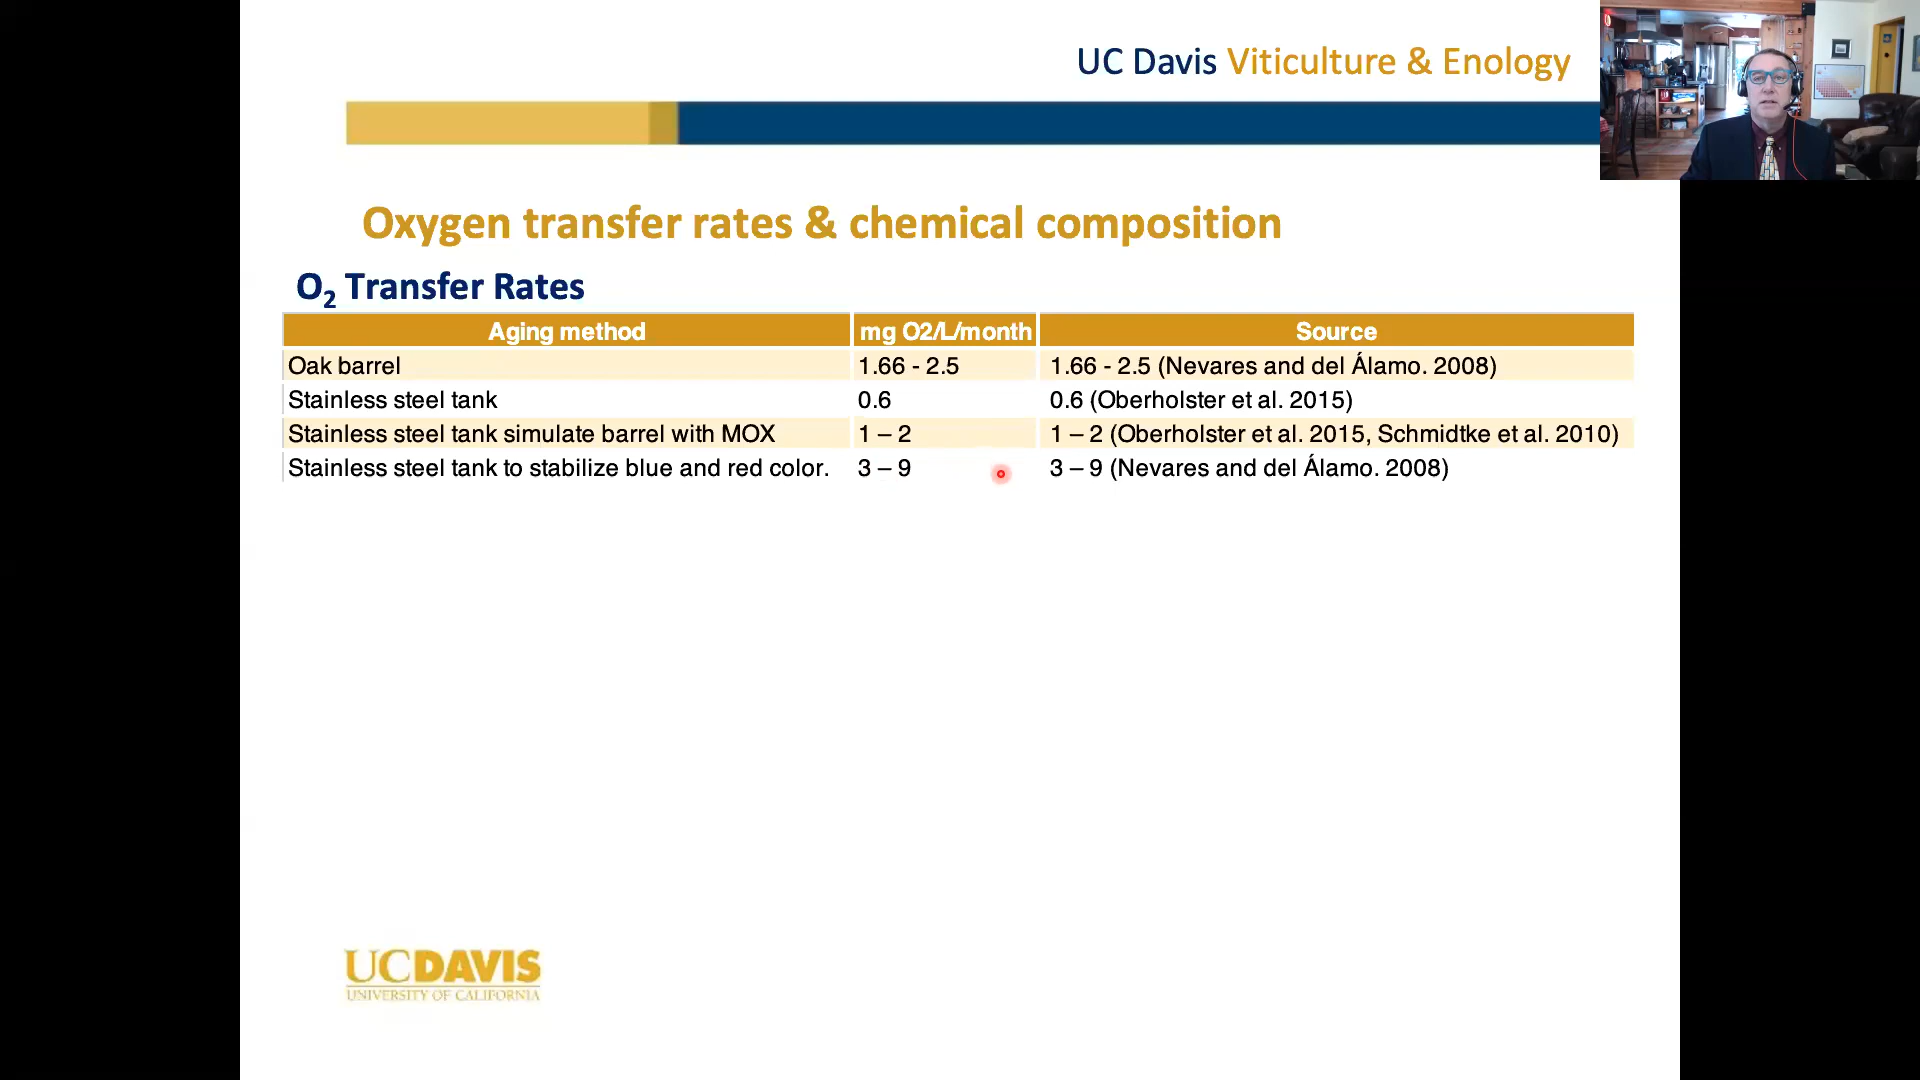 UC Davis Viticulture & Enology
Oxygen transfer rates & chemical composition
O2 Transfer Rates
Aging method mg O2/L/month Source
Oak barrel 1.66 - 2.5 1.66 - 2.5 (Nevares and del Álamo. 2008)
Stainless steel tank 0.6 0.6 (Oberholster et al. 2015)
Stainless steel tank simulate barrel with MOX 1 – 2 1 – 2 (Oberholster et al. 2015, Schmidtke et al. 2010)
Stainless steel tank to stabilize blue and red color. 3 – 9 3 – 9 (Nevares and del Álamo. 2008)
UCDAVIS
UNIVERSITY OF CALIFORNIA